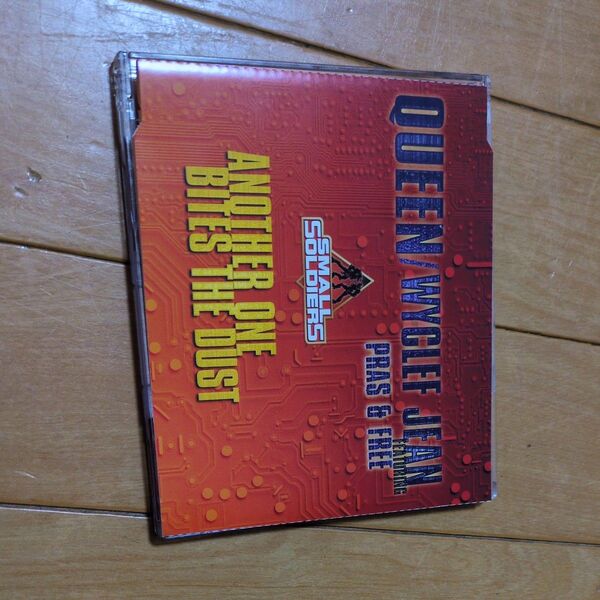 QUEEN/WYCLEF JEAN
FEATURING
PRAS & FREE
SMALL
SOLDIERS
ANOTHER ONE
BITES THE DUST